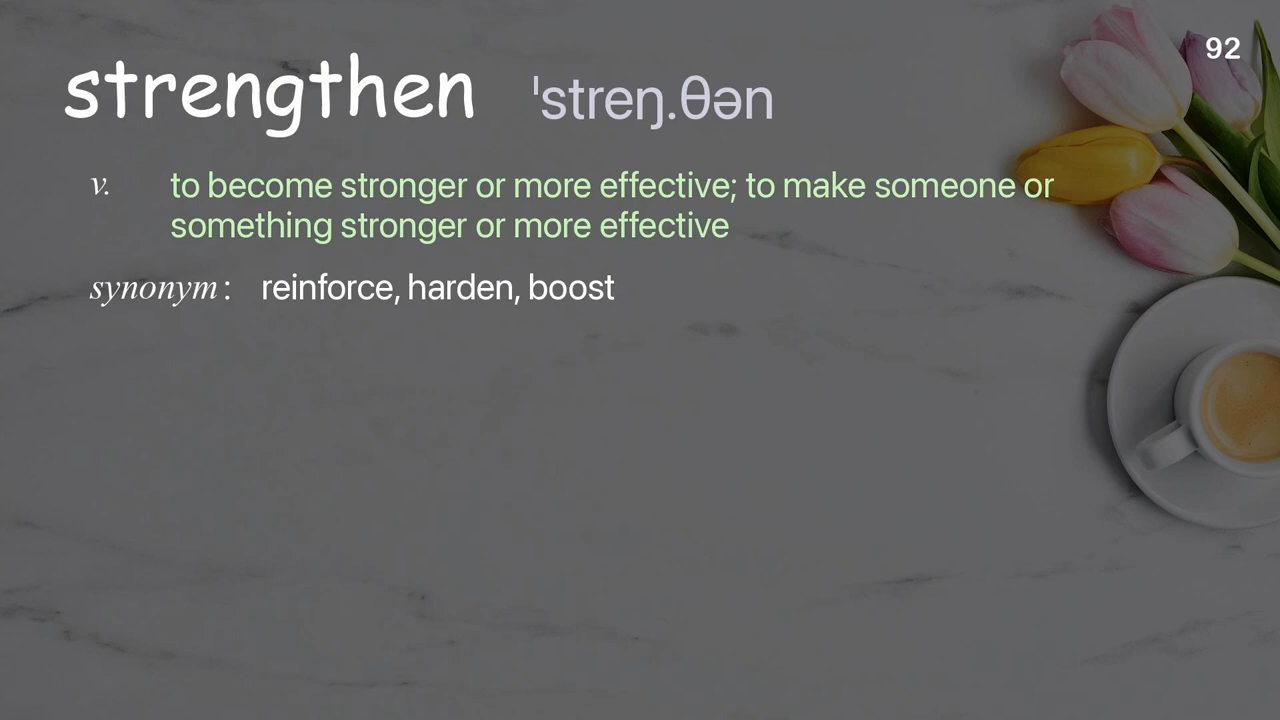 92
strengthen ˈstreŋ.θən
v. to become stronger or more effective; to make someone or
something stronger or more effective
synonym: reinforce, harden, boost